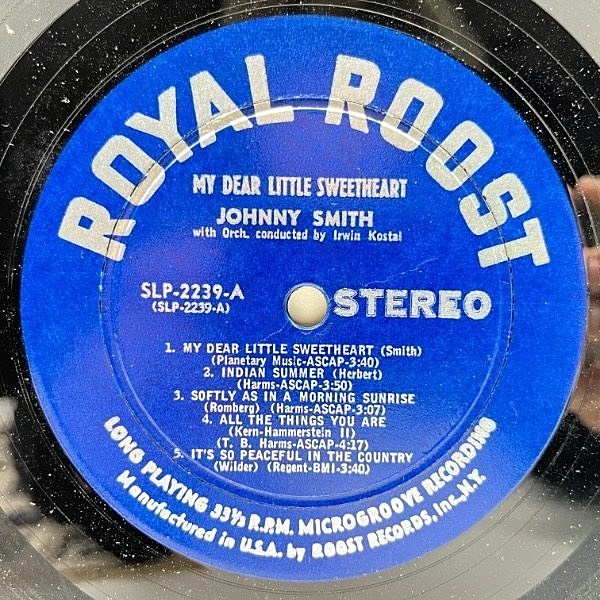 ROYAL ROOST
MY DEAR LITTLE SWEETHEART
JOHNNY SMITH
with Orch. conducted by Irwin Kostal
SLP-2239-A
(SLP-2239-A)
STEREO
1. MY DEAR LITTLE SWEETHEART (Smith)
(Planetary Music-ASCAP-3:40)
2. INDIAN SUMMER (Herbert)
(Harms-ASCAP-3:50)
3. SOFTLY AS IN A MORNING SUNRISE
(Romberg) (Harms-ASCAP-3:07)
4. ALL THE THINGS YOU ARE
(Kern-Hammerstein II)
(T. B. Harms-ASCAP-4:17)
5. IT'S SO PEACEFUL IN THE COUNTRY
(Wilder) (Regent-BMI-3:40)
LONG PLAYING 33⅓ R.P.M. MICROGROOVE RECORDING
Manufactured in U.S.A. by ROOST RECORDS, Inc., N.Y.